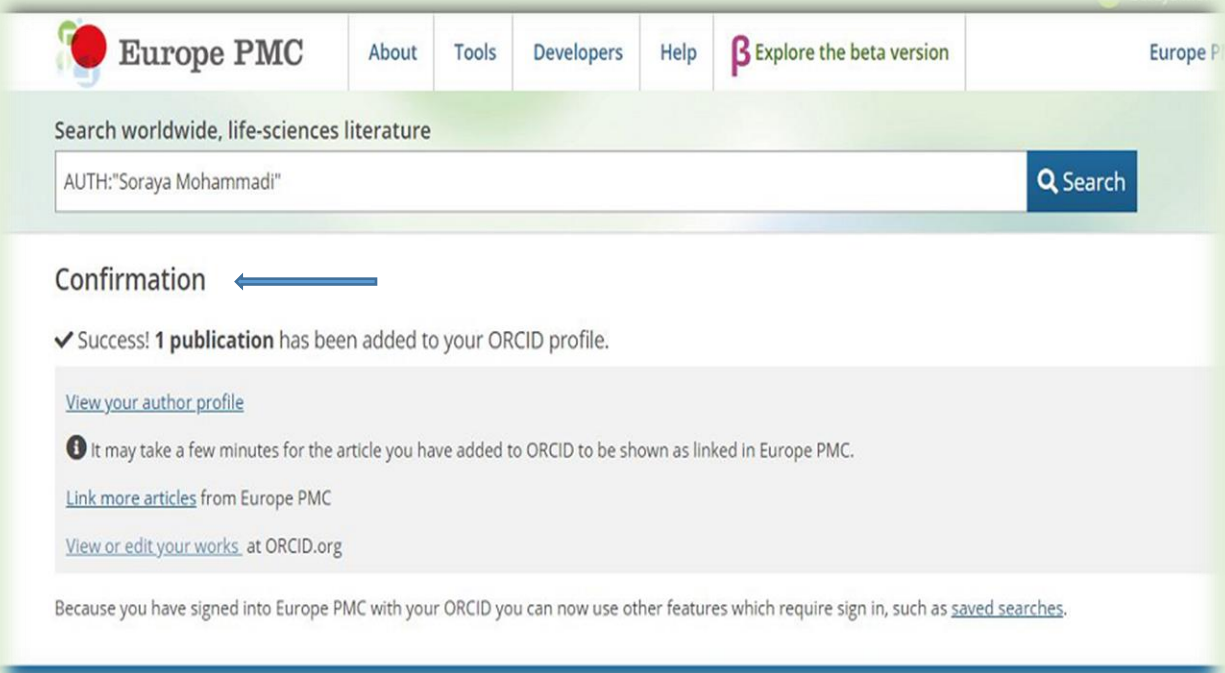 Europe PMC About Tools Developers Help β Explore the beta version Europe
Search worldwide, life-sciences literature
AUTH:"Soraya Mohammadi" Search
Confirmation
✔ Success! 1 publication has been added to your ORCID profile.
View your author profile
It may take a few minutes for the article you have added to ORCID to be shown as linked in Europe PMC.
Link more articles from Europe PMC
View or edit your works at ORCID.org
Because you have signed into Europe PMC with your ORCID you can now use other features which require sign in, such as saved searches.